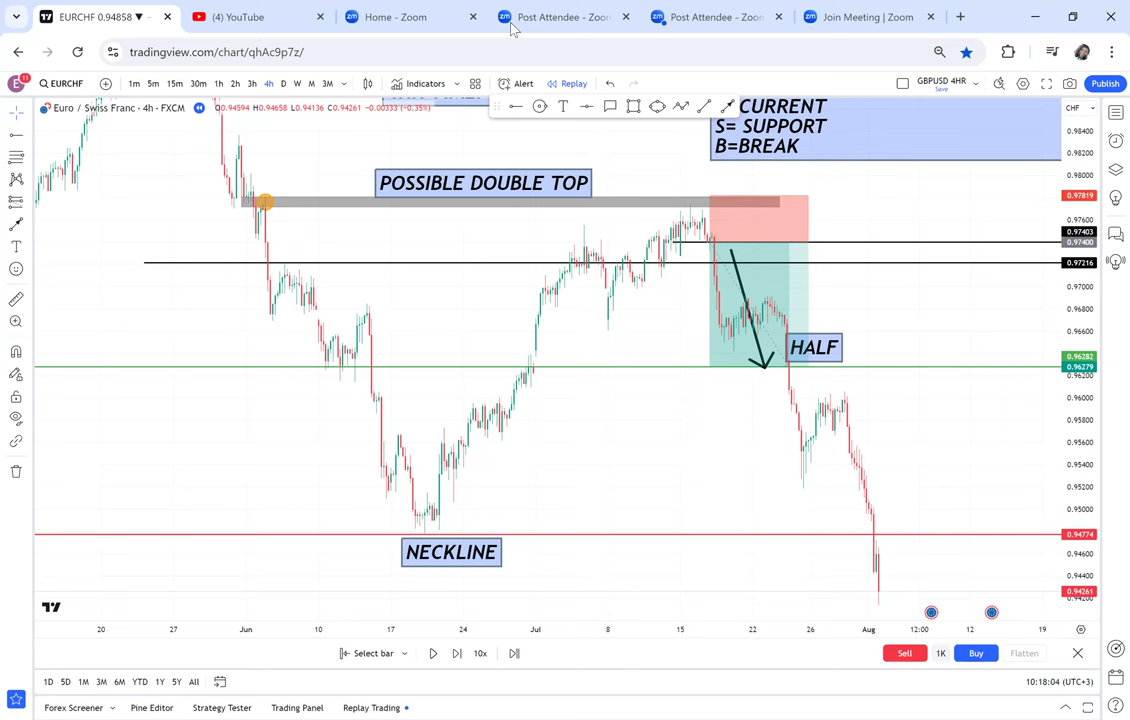 EURCHF 0.94858 ▼
(4) YouTube
Home - Zoom
Post Attendee - Zoom
Post Attendee - Zoom
Join Meeting | Zoom
tradingview.com/chart/qhAc9p7z/
E 11 EURCHF 1m 5m 15m 30m 1h 2h 3h 4h D W M 3M Indicators Alert Replay GBPUSD 4HR Save Publish
Euro / Swiss Franc · 4h · FXCM O0.94594 H0.94658 L0.94136 C0.94261 −0.00333 (−0.35%)
CURRENT
S= SUPPORT
B=BREAK
POSSIBLE DOUBLE TOP
HALF
NECKLINE
CHF
0.98400
0.98200
0.98000
0.97819
0.97600
0.97403
0.97400
0.97216
0.97000
0.96800
0.96600
0.96282
0.96279
0.96200
0.96000
0.95800
0.95600
0.95400
0.95200
0.95000
0.94774
0.94600
0.94400
0.94261
0.94200
20 27 Jun 10 17 24 Jul 8 15 22 26 Aug 12:00 12 19
Select bar 10x Sell 1K Buy Flatten
1D 5D 1M 3M 6M YTD 1Y 5Y All 10:18:04 (UTC+3)
Forex Screener Pine Editor Strategy Tester Trading Panel Replay Trading